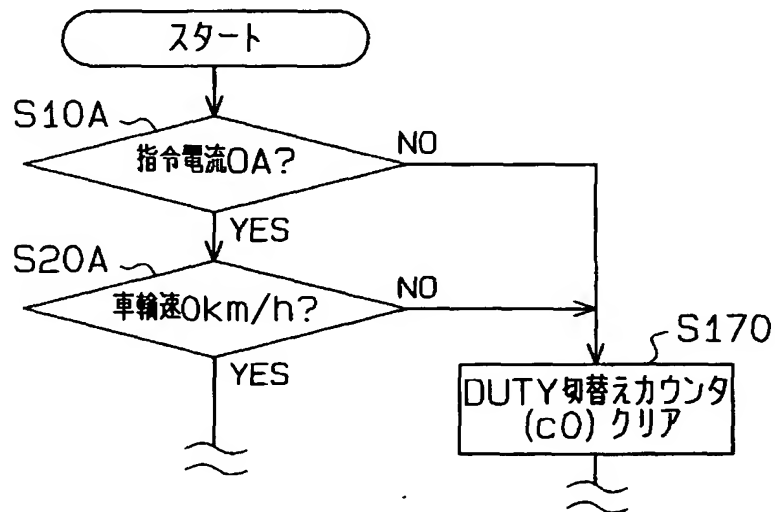 スタート
S10A
指令電流0A?
NO
YES
S20A
車輪速0km/h?
NO
YES
S170
DUTY切替えカウンタ
(c0)クリア